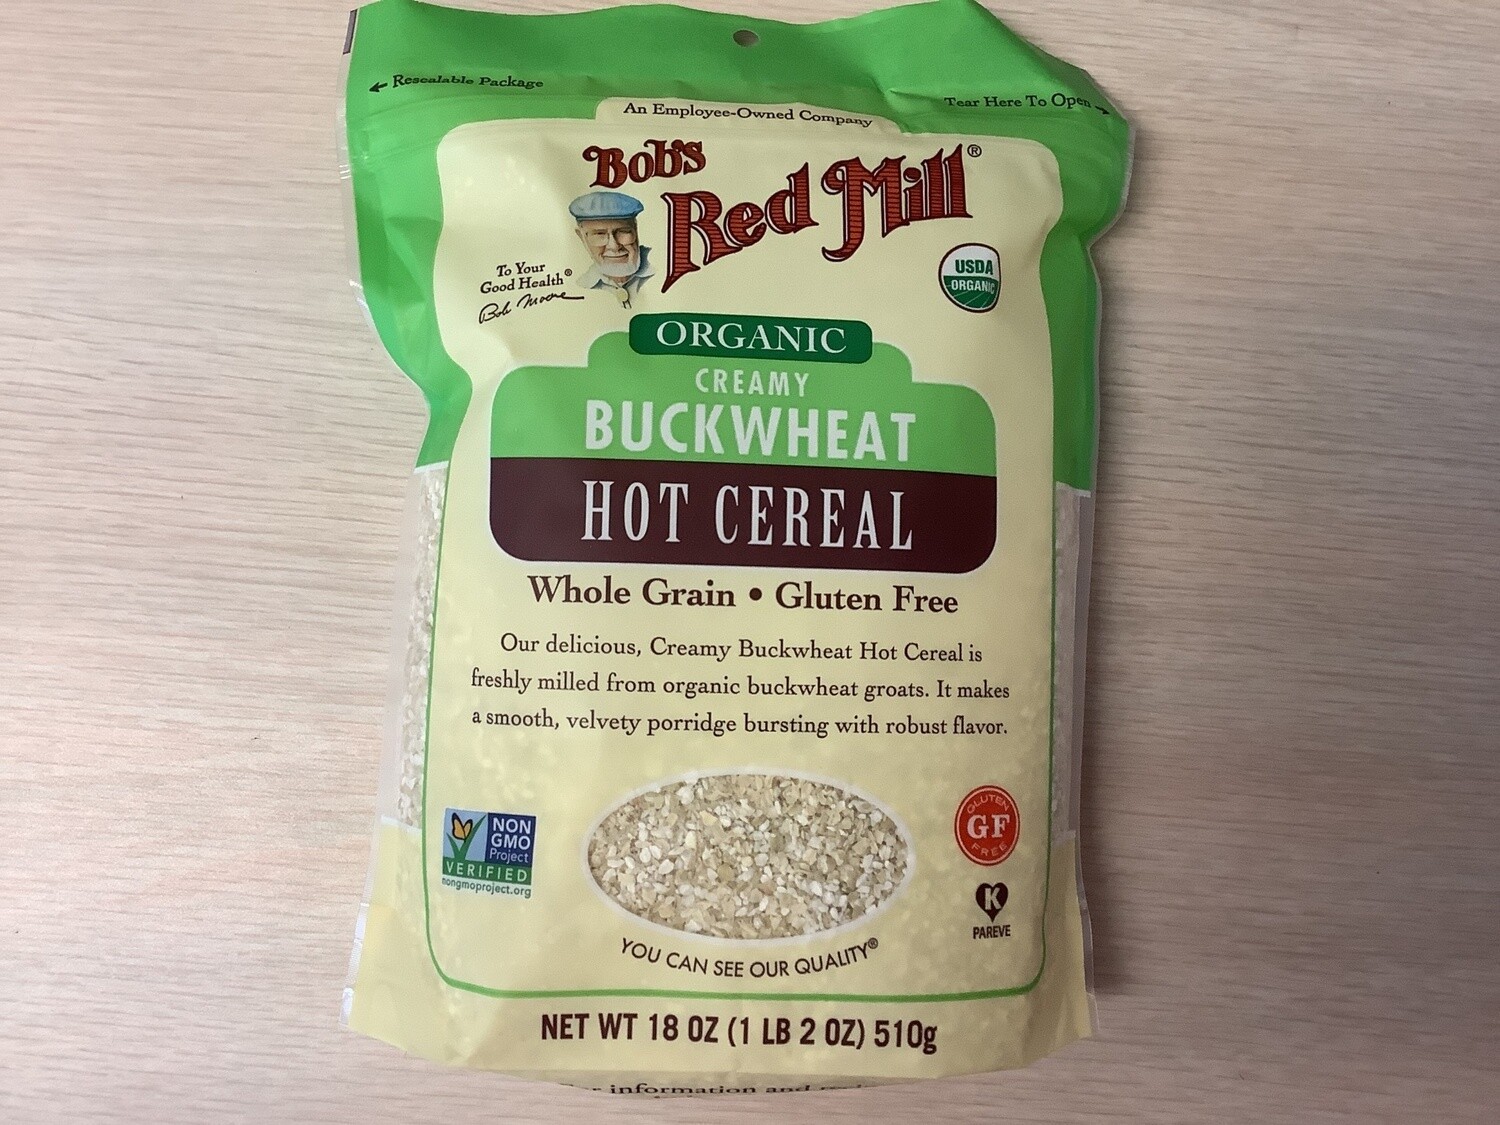 ← Resealable Package
Tear Here To Open →
An Employee-Owned Company
Bob's
Red Mill®
To Your
Good Health®
Bob Moore
USDA
ORGANIC
ORGANIC
CREAMY
BUCKWHEAT
HOT CEREAL
Whole Grain • Gluten Free
Our delicious, Creamy Buckwheat Hot Cereal is
freshly milled from organic buckwheat groats. It makes
a smooth, velvety porridge bursting with robust flavor.
NON
GMO
Project
VERIFIED
nongmoproject.org
GLUTEN
GF
FREE
K
PAREVE
YOU CAN SEE OUR QUALITY®
NET WT 18 OZ (1 LB 2 OZ) 510g
information and